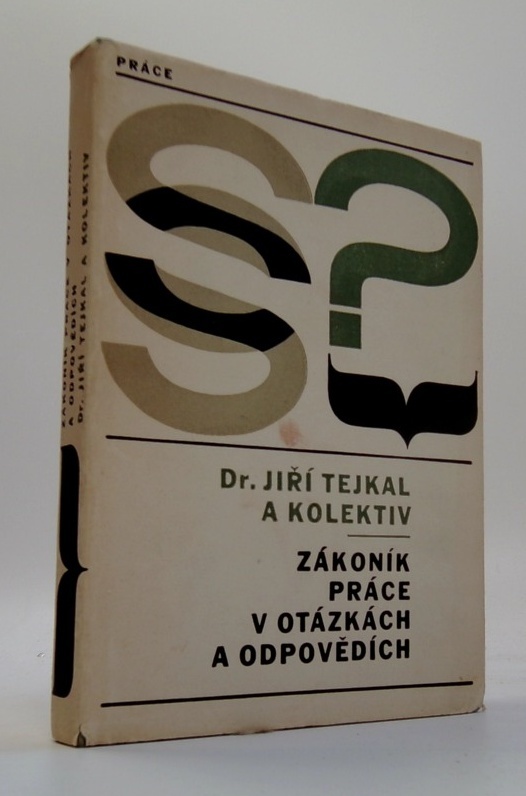 PRÁCE
§?
Dr. JIŘÍ TEJKAL
A KOLEKTIV
ZÁKONÍK
PRÁCE
V OTÁZKÁCH
A ODPOVĚDÍCH
ZÁKONÍK PRÁCE V OTÁZKÁCH
A ODPOVĚDÍCH
Dr. JIŘÍ TEJKAL A KOLEKTIV